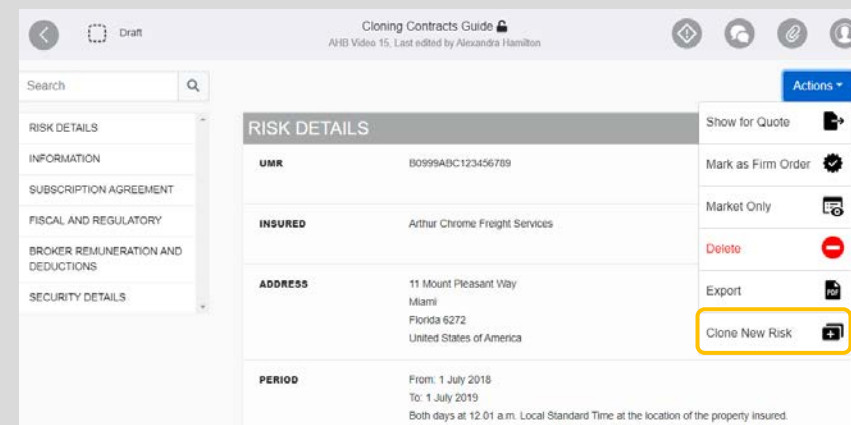 Draft
Cloning Contracts Guide
AHB Video 15, Last edited by Alexandra Hamilton
Search
Actions
RISK DETAILS
INFORMATION
SUBSCRIPTION AGREEMENT
FISCAL AND REGULATORY
BROKER REMUNERATION AND
DEDUCTIONS
SECURITY DETAILS
RISK DETAILS
UMR B0999ABC123456789
INSURED Arthur Chrome Freight Services
ADDRESS 11 Mount Pleasant Way
Miami
Florida 6272
United States of America
PERIOD From: 1 July 2018
To: 1 July 2019
Both days at 12.01 a.m. Local Standard Time at the location of the property insured.
Show for Quote
Mark as Firm Order
Market Only
Delete
Export
PDF
Clone New Risk